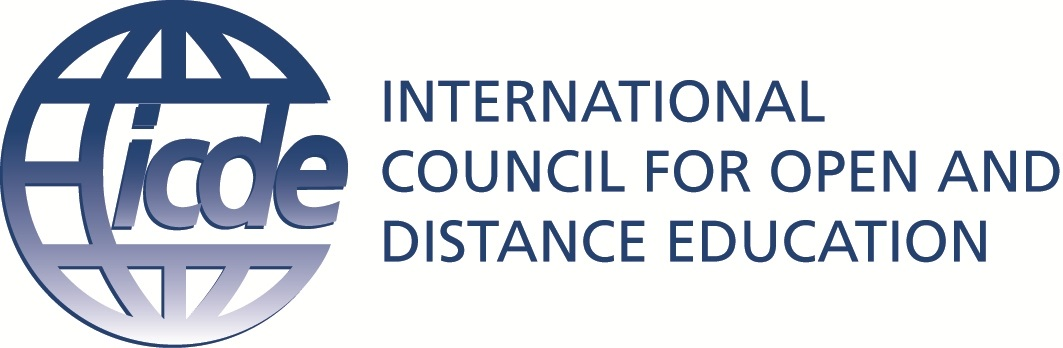 icde
INTERNATIONAL
COUNCIL FOR OPEN AND
DISTANCE EDUCATION